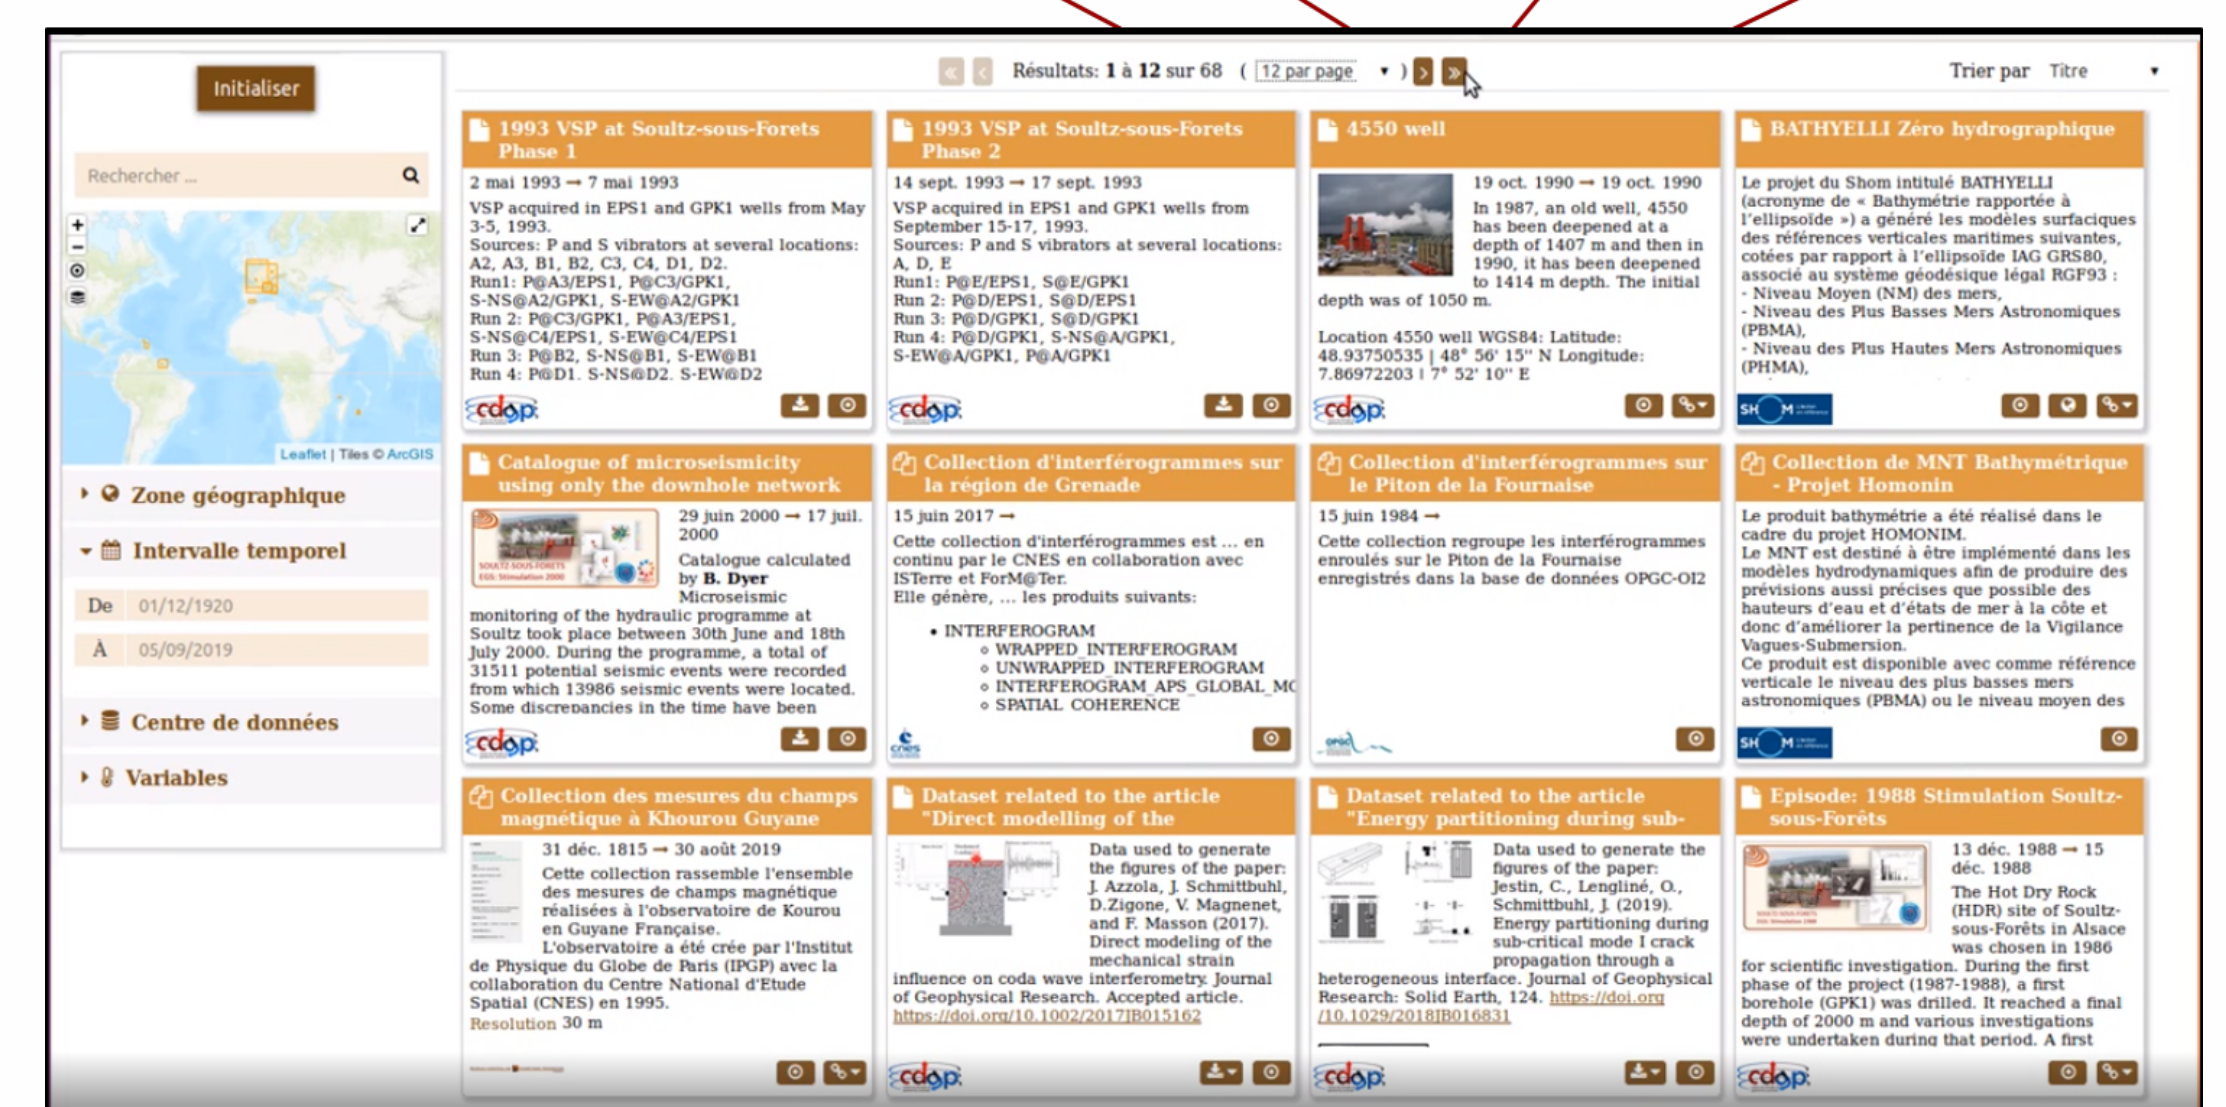 Initialiser
Rechercher ...
+
−
Leaflet | Tiles © ArcGIS
Zone géographique
Intervalle temporel
De 01/12/1920
À 05/09/2019
Centre de données
Variables
« ‹ Résultats: 1 à 12 sur 68 ( 12 par page ▾ ) › »
Trier par Titre
1993 VSP at Soultz-sous-Forets
Phase 1
2 mai 1993 → 7 mai 1993
VSP acquired in EPS1 and GPK1 wells from May
3-5, 1993.
Sources: P and S vibrators at several locations:
A2, A3, B1, B2, C3, C4, D1, D2.
Run1: P@A3/EPS1, P@C3/GPK1,
S-NS@A2/GPK1, S-EW@A2/GPK1
Run 2: P@C3/GPK1, P@A3/EPS1,
S-NS@C4/EPS1, S-EW@C4/EPS1
Run 3: P@B2, S-NS@B1, S-EW@B1
Run 4: P@D1, S-NS@D2, S-EW@D2
cdgp
1993 VSP at Soultz-sous-Forets
Phase 2
14 sept. 1993 → 17 sept. 1993
VSP acquired in EPS1 and GPK1 wells from
September 15-17, 1993.
Sources: P and S vibrators at several locations:
A, D, E
Run1: P@E/EPS1, S@E/GPK1
Run 2: P@D/EPS1, S@D/EPS1
Run 3: P@D/GPK1, S@D/GPK1
Run 4: P@D/GPK1, S-NS@A/GPK1,
S-EW@A/GPK1, P@A/GPK1
cdgp
4550 well
19 oct. 1990 → 19 oct. 1990
In 1987, an old well, 4550
has been deepened at a
depth of 1407 m and then in
1990, it has been deepened
to 1414 m depth. The initial
depth was of 1050 m.
Location 4550 well WGS84: Latitude:
48.93750535 | 48° 56' 15'' N Longitude:
7.86972203 | 7° 52' 10'' E
cdgp
BATHYELLI Zéro hydrographique
Le projet du Shom intitulé BATHYELLI
(acronyme de « Bathymétrie rapportée à
l'ellipsoïde ») a généré les modèles surfaciques
des références verticales maritimes suivantes,
cotées par rapport à l'ellipsoïde IAG GRS80,
associé au système géodésique légal RGF93 :
- Niveau Moyen (NM) des mers,
- Niveau des Plus Basses Mers Astronomiques
(PBMA),
- Niveau des Plus Hautes Mers Astronomiques
(PHMA),
SHOM
Catalogue of microseismicity
using only the downhole network
SOULTZ-SOUS-FORETS
EGS: Stimulation 2000
29 juin 2000 → 17 juil.
2000
Catalogue calculated
by B. Dyer
Microseismic
monitoring of the hydraulic programme at
Soultz took place between 30th June and 18th
July 2000. During the programme, a total of
31511 potential seismic events were recorded
from which 13986 seismic events were located.
Some discrepancies in the time have been
cdgp
Collection d'interférogrammes sur
la région de Grenade
15 juin 2017 →
Cette collection d'interférogrammes est ... en
continu par le CNES en collaboration avec
ISTerre et ForM@Ter.
Elle génère, ... les produits suivants:
• INTERFEROGRAM
◦ WRAPPED_INTERFEROGRAM
◦ UNWRAPPED_INTERFEROGRAM
◦ INTERFEROGRAM_APS_GLOBAL_MO
◦ SPATIAL COHERENCE
cnes
Collection d'interférogrammes sur
le Piton de la Fournaise
15 juin 1984 →
Cette collection regroupe les interférogrammes
enroulés sur le Piton de la Fournaise
enregistrés dans la base de données OPGC-OI2
OPGC
Collection de MNT Bathymétrique
- Projet Homonin
Le produit bathymétrie a été réalisé dans le
cadre du projet HOMONIM.
Le MNT est destiné à être implémenté dans les
modèles hydrodynamiques afin de produire des
prévisions aussi précises que possible des
hauteurs d'eau et d'états de mer à la côte et
donc d'améliorer la pertinence de la Vigilance
Vagues-Submersion.
Ce produit est disponible avec comme référence
verticale le niveau des plus basses mers
astronomiques (PBMA) ou le niveau moyen des
SHOM
Collection des mesures du champs
magnétique à Khourou Guyane
31 déc. 1815 → 30 août 2019
Cette collection rassemble l'ensemble
des mesures de champs magnétique
réalisées à l'observatoire de Kourou
en Guyane Française.
L'observatoire a été crée par l'Institut
de Physique du Globe de Paris (IPGP) avec la
collaboration du Centre National d'Etude
Spatial (CNES) en 1995.
Resolution 30 m
Dataset related to the article
"Direct modelling of the
Data used to generate
the figures of the paper:
J. Azzola, J. Schmittbuhl,
D.Zigone, V. Magnenet,
and F. Masson (2017).
Direct modeling of the
mechanical strain
influence on coda wave interferometry. Journal
of Geophysical Research. Accepted article.
https://doi.org/10.1002/2017JB015162
cdgp
Dataset related to the article
"Energy partitioning during sub-
Data used to generate the
figures of the paper:
Jestin, C., Lengliné, O.,
Schmittbuhl, J. (2019).
Energy partitioning during
sub-critical mode I crack
propagation through a
heterogeneous interface. Journal of Geophysical
Research: Solid Earth, 124. https://doi.org
/10.1029/2018JB016831
cdgp
Episode: 1988 Stimulation Soultz-
sous-Forêts
SOULTZ-SOUS-FORETS
EGS: Stimulation 1988
13 déc. 1988 → 15
déc. 1988
The Hot Dry Rock
(HDR) site of Soultz-
sous-Forêts in Alsace
was chosen in 1986
for scientific investigation. During the first
phase of the project (1987-1988), a first
borehole (GPK1) was drilled. It reached a final
depth of 2000 m and various investigations
were undertaken during that period. A first
cdgp